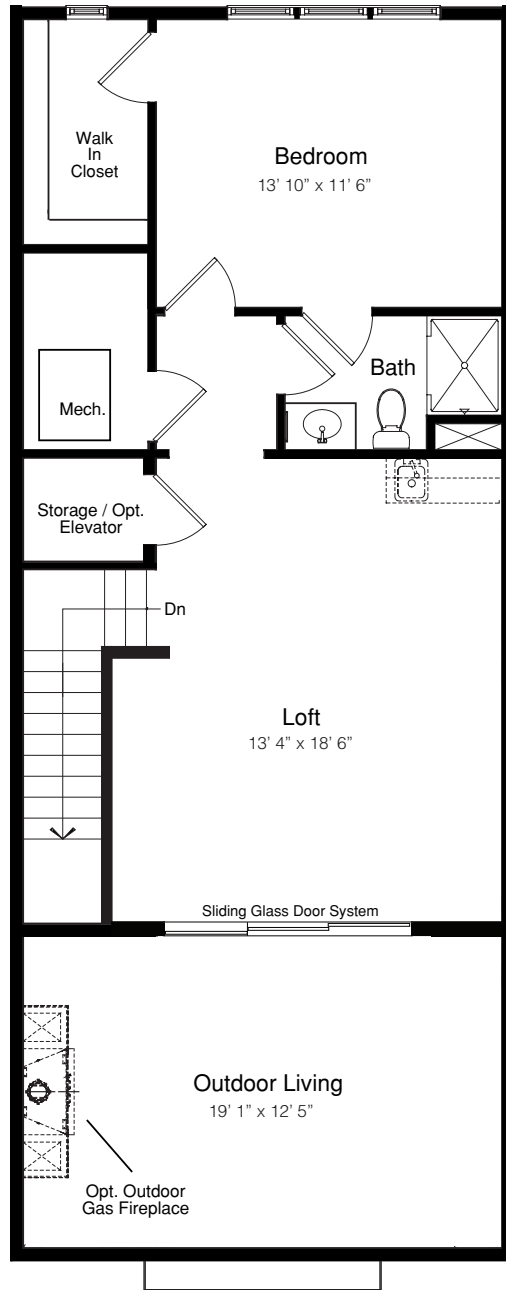 Walk
In
Closet
Bedroom
13' 10” x 11' 6”
Bath
Mech.
Storage / Opt.
Elevator
Dn
Loft
13' 4” x 18' 6”
Sliding Glass Door System
Outdoor Living
19' 1” x 12' 5”
Opt. Outdoor
Gas Fireplace